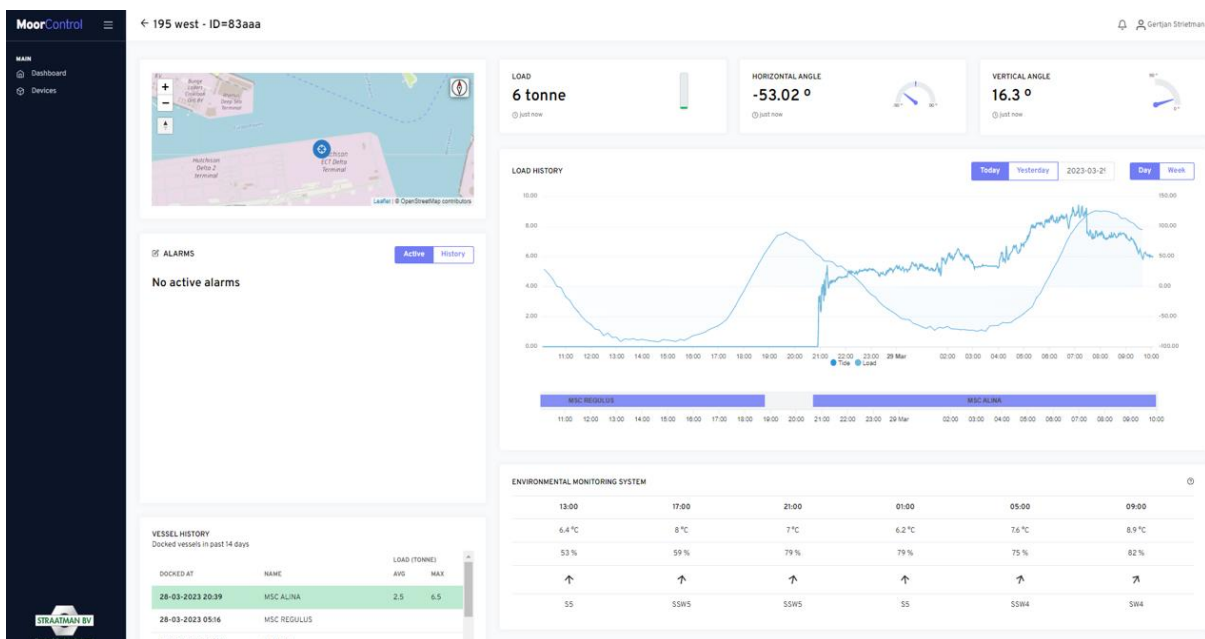 MoorControl
← 195 west - ID=83aaa
Gertjan Strietman
MAIN
Dashboard
Devices
STRAATMAN BV
+
−
Hutchison
Delta 2
terminal
ECT Delta
Terminal
Leaflet | © OpenStreetMap contributors
LOAD
6 tonne
just now
HORIZONTAL ANGLE
-53.02 º
just now
VERTICAL ANGLE
16.3 º
just now
ALARMS
Active History
No active alarms
LOAD HISTORY
Today Yesterday 2023-03-2 Day Week
10.00 150.00
8.00 100.00
6.00 50.00
4.00 0.00
2.00 -50.00
0.00 -100.00
11:00 12:00 13:00 14:00 15:00 16:00 17:00 18:00 19:00 20:00 21:00 22:00 23:00 29 Mar 02:00 03:00 04:00 05:00 06:00 07:00 08:00 09:00 10:00
Tide Load
MSC REGULUS MSC ALINA
11:00 12:00 13:00 14:00 15:00 16:00 17:00 18:00 19:00 20:00 21:00 22:00 23:00 29 Mar 02:00 03:00 04:00 05:00 06:00 07:00 08:00 09:00 10:00
ENVIRONMENTAL MONITORING SYSTEM
13:00 17:00 21:00 01:00 05:00 09:00
6.4 °C 8 °C 7 °C 6.2 °C 7.6 °C 8.9 °C
53 % 59 % 79 % 79 % 75 % 82 %
↑ ↑ ↑ ↑ ↑ ↗
S5 SSW5 SSW5 S5 SSW4 SW4
VESSEL HISTORY
Docked vessels in past 14 days
LOAD (TONNE)
DOCKED AT NAME AVG MAX
28-03-2023 20:39 MSC ALINA 2.5 6.5
28-03-2023 05:16 MSC REGULUS